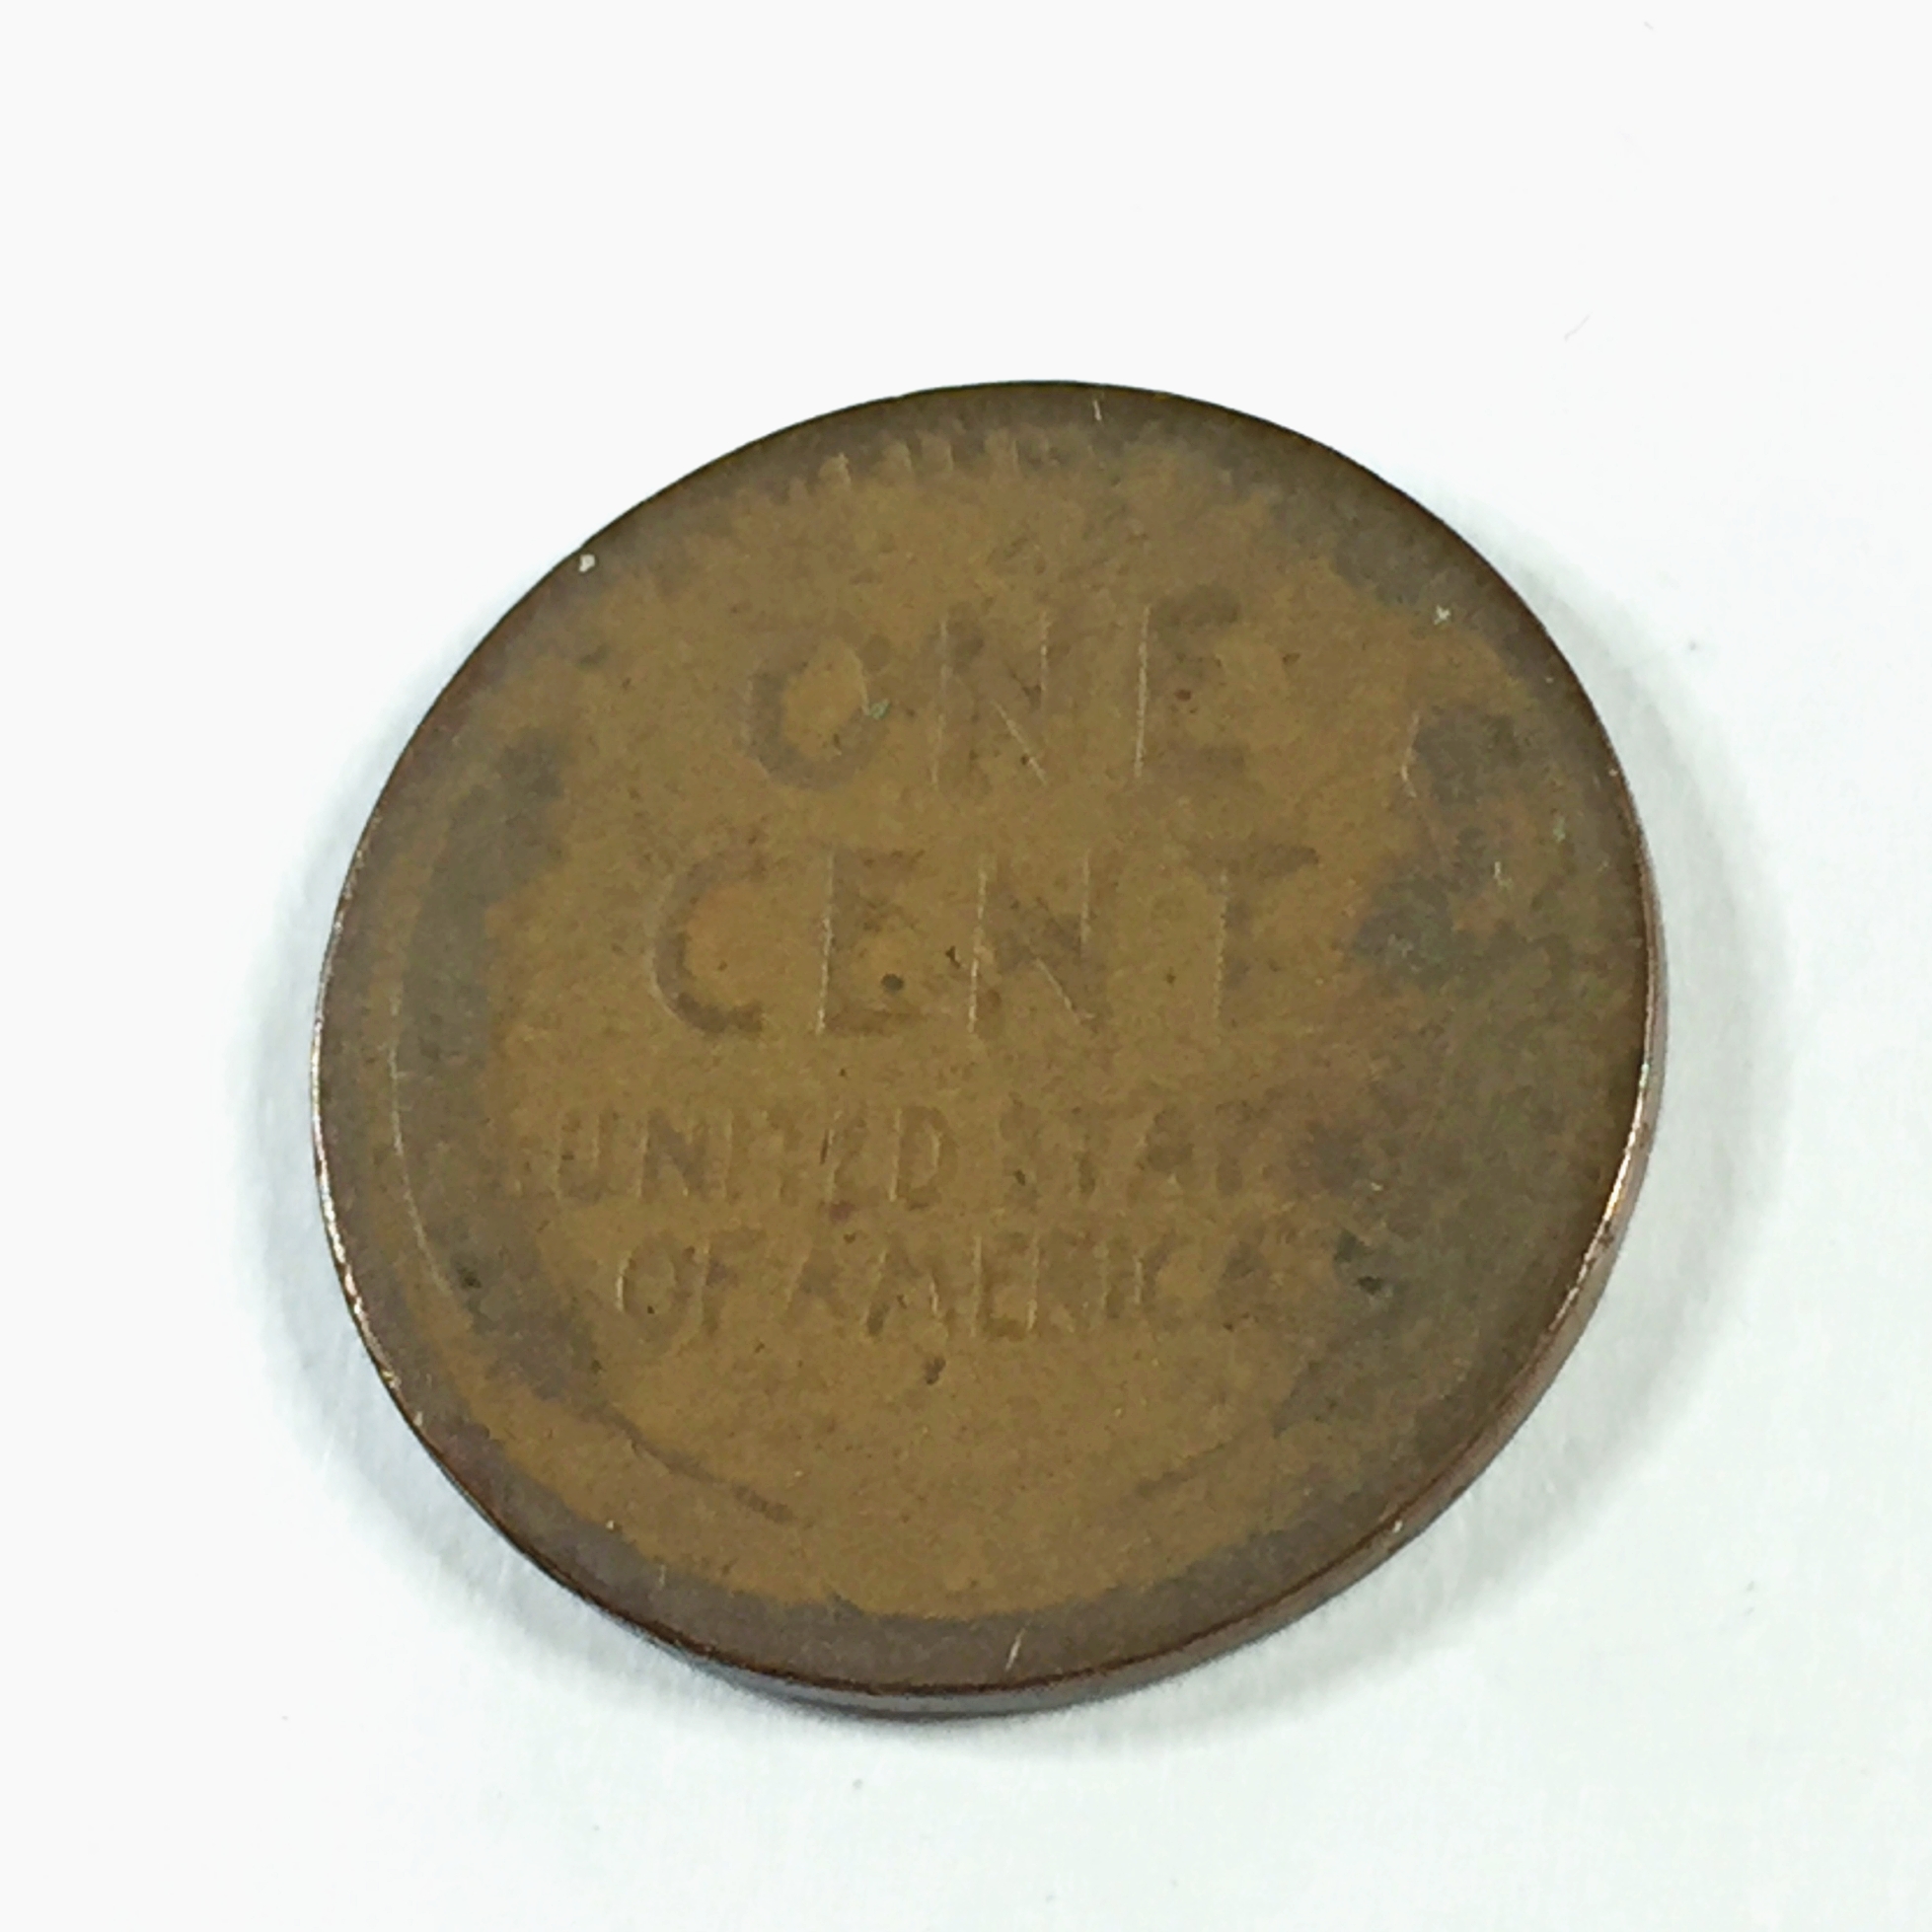 ONE
CENT
UNITED STATES
OF AMERICA